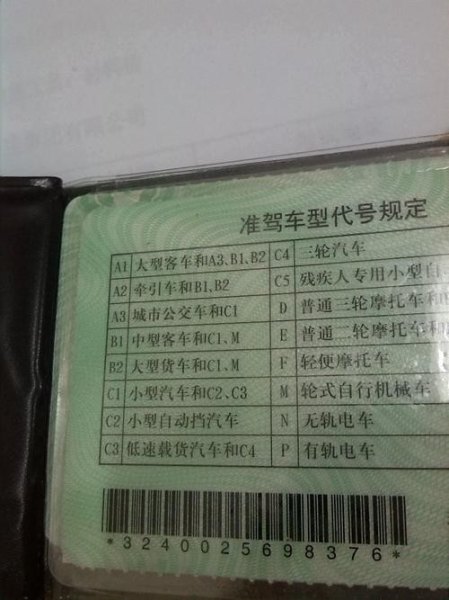 准驾车型代号规定
A1 大型客车和A3、B1、B2 C4 三轮汽车
A2 牵引车和B1、B2 C5 残疾人专用小型自
A3 城市公交车和C1 D 普通三轮摩托车和
B1 中型客车和C1、M E 普通二轮摩托车和
B2 大型货车和C1、M F 轻便摩托车
C1 小型汽车和C2、C3 M 轮式自行机械车
C2 小型自动挡汽车 N 无轨电车
C3 低速载货汽车和C4 P 有轨电车
*3240025698376*